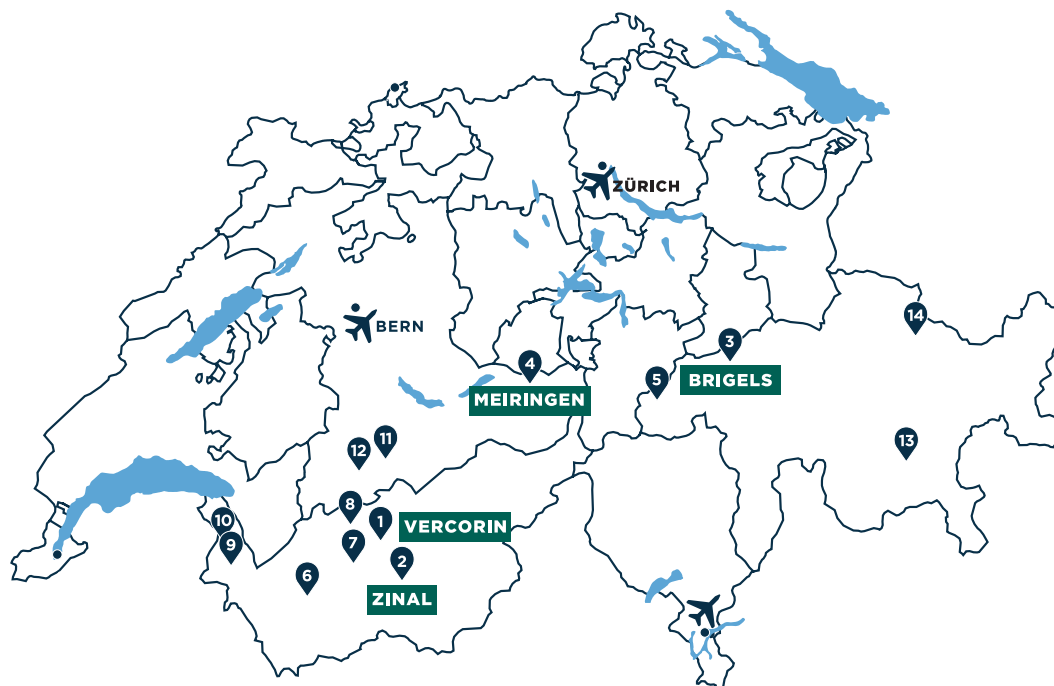 ZÜRICH
BERN
14
3
BRIGELS
4
MEIRINGEN
5
11
12
13
8
1
VERCORIN
10
9
7
2
6
ZINAL